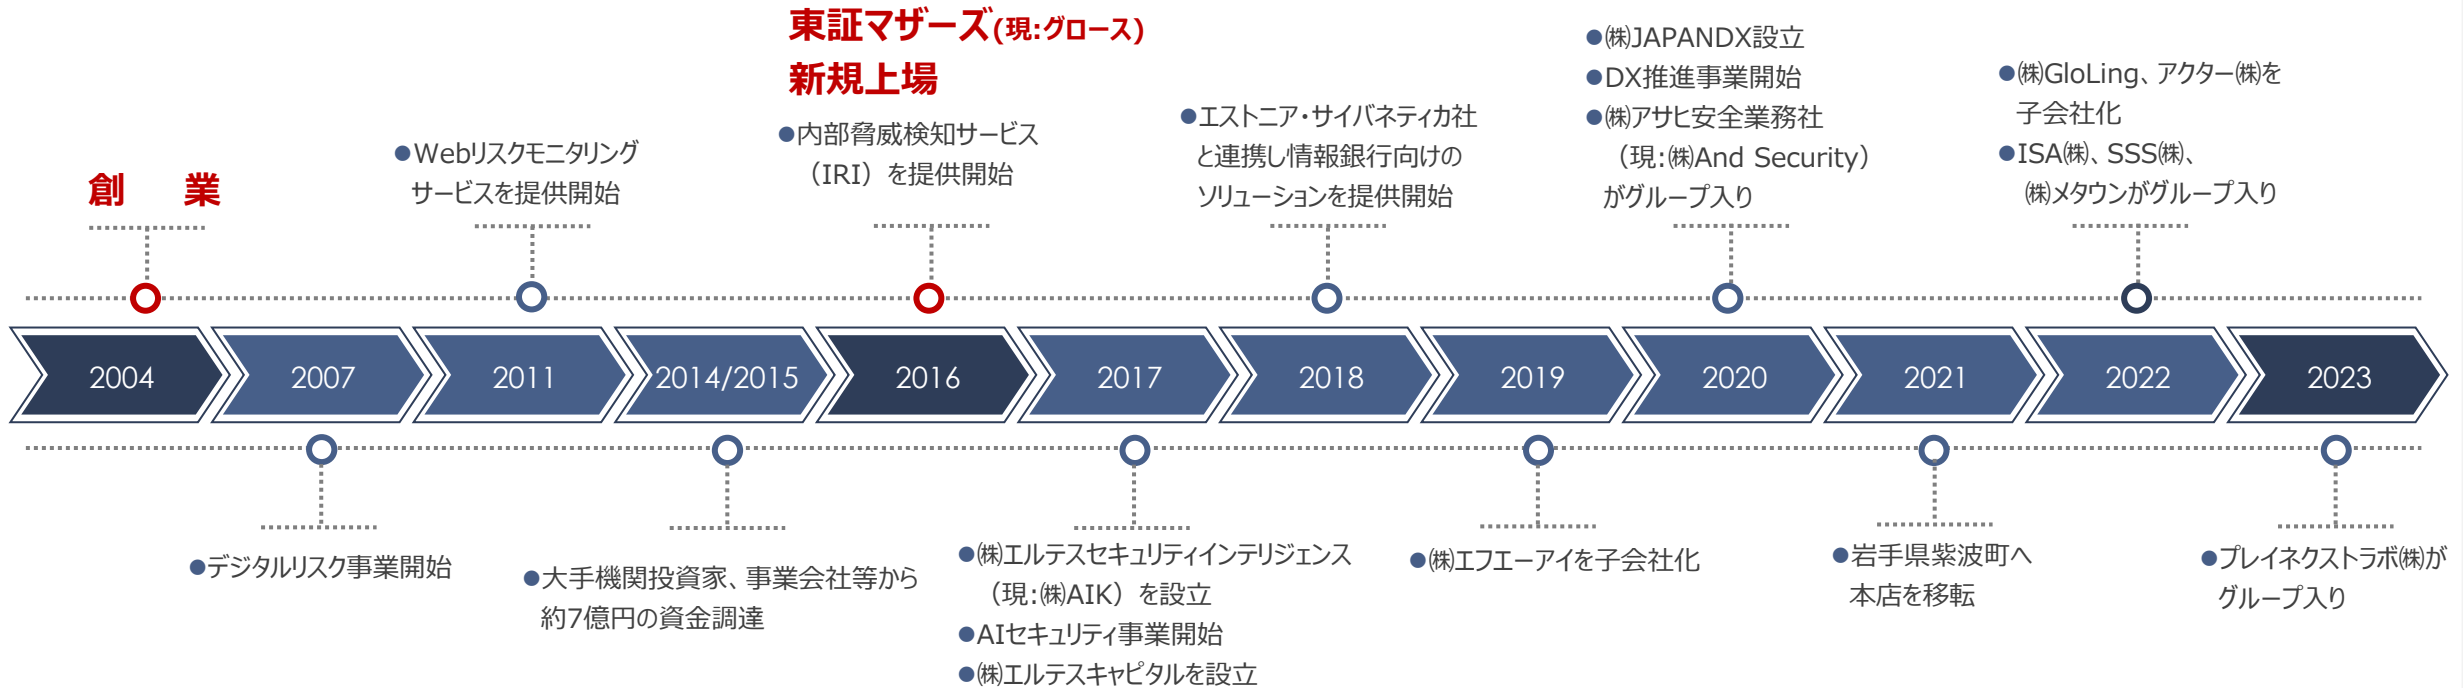 創　業
Webリスクモニタリング
サービスを提供開始
東証マザーズ(現:グロース)
新規上場
●内部脅威検知サービス
（IRI）を提供開始
●エストニア・サイバネティカ社
と連携し情報銀行向けの
ソリューションを提供開始
●㈱JAPANDX設立
●DX推進事業開始
●㈱アサヒ安全業務社
（現:㈱And Security）
がグループ入り
●㈱GloLing、アクター㈱を
子会社化
●ISA㈱、SSS㈱、
㈱メタウンがグループ入り
2004
2007
2011
2014/2015
2016
2017
2018
2019
2020
2021
2022
2023
●デジタルリスク事業開始
●大手機関投資家、事業会社等から
約7億円の資金調達
●㈱エルテスセキュリティインテリジェンス
（現:㈱AIK）を設立
●AIセキュリティ事業開始
●㈱エルテスキャピタルを設立
●㈱エフエーアイを子会社化
●岩手県紫波町へ
本店を移転
●プレイネクストラボ㈱が
グループ入り